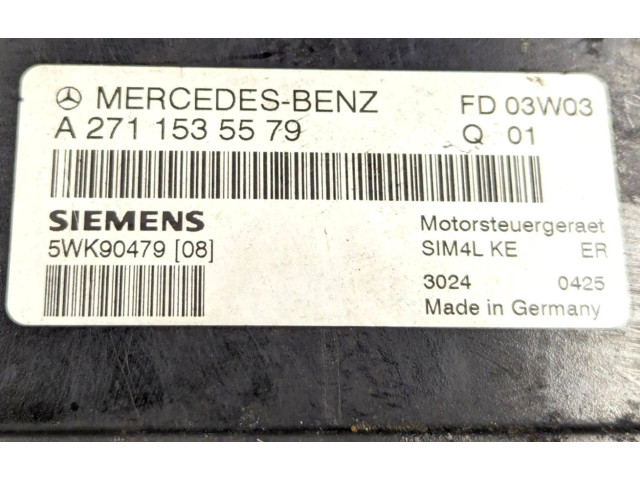 MERCEDES-BENZ FD 03W03
A 271 153 55 79 Q 01
SIEMENS Motorsteuergeraet
5WK90479 [08] SIM4L KE ER
3024 0425
Made in Germany